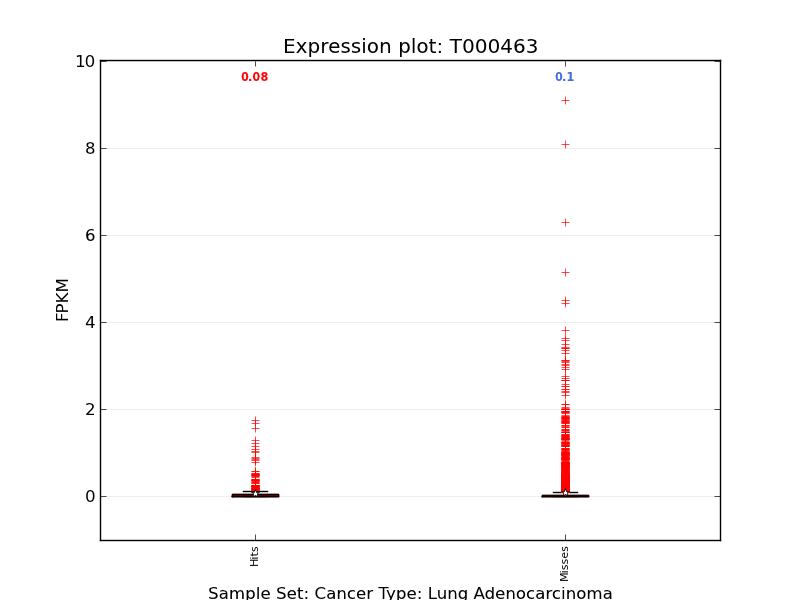 Expression plot: T000463
10
0.08
0.1
8
6
FPKM
4
2
0
Hits
Misses
Sample Set: Cancer Type: Lung Adenocarcinoma